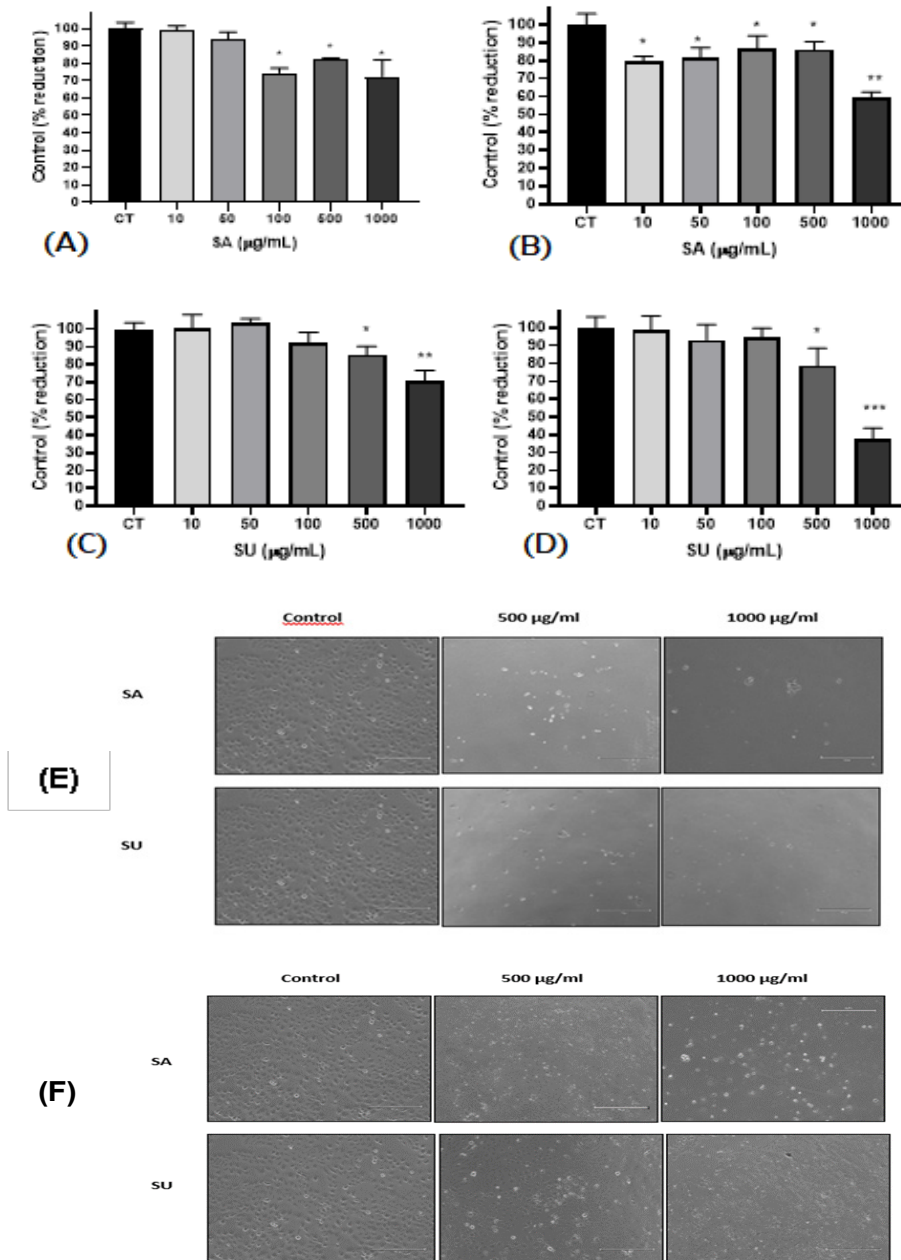 Control (% reduction)
100
90
80
70
60
50
40
30
20
10
0
* * *
CT 10 50 100 500 1000
SA (µg/mL)
(A)
Control (% reduction)
100
90
80
70
60
50
40
30
20
10
0
* * * * **
CT 10 50 100 500 1000
SA (µg/mL)
(B)
Control (% reduction)
100
90
80
70
60
50
40
30
20
10
0
* **
CT 10 50 100 500 1000
SU (µg/mL)
(C)
Control (% reduction)
100
90
80
70
60
50
40
30
20
10
0
* ***
CT 10 50 100 500 1000
SU (µg/mL)
(D)
Control 500 µg/ml 1000 µg/ml
SA
(E)
SU
Control 500 µg/ml 1000 µg/ml
SA
(F)
SU